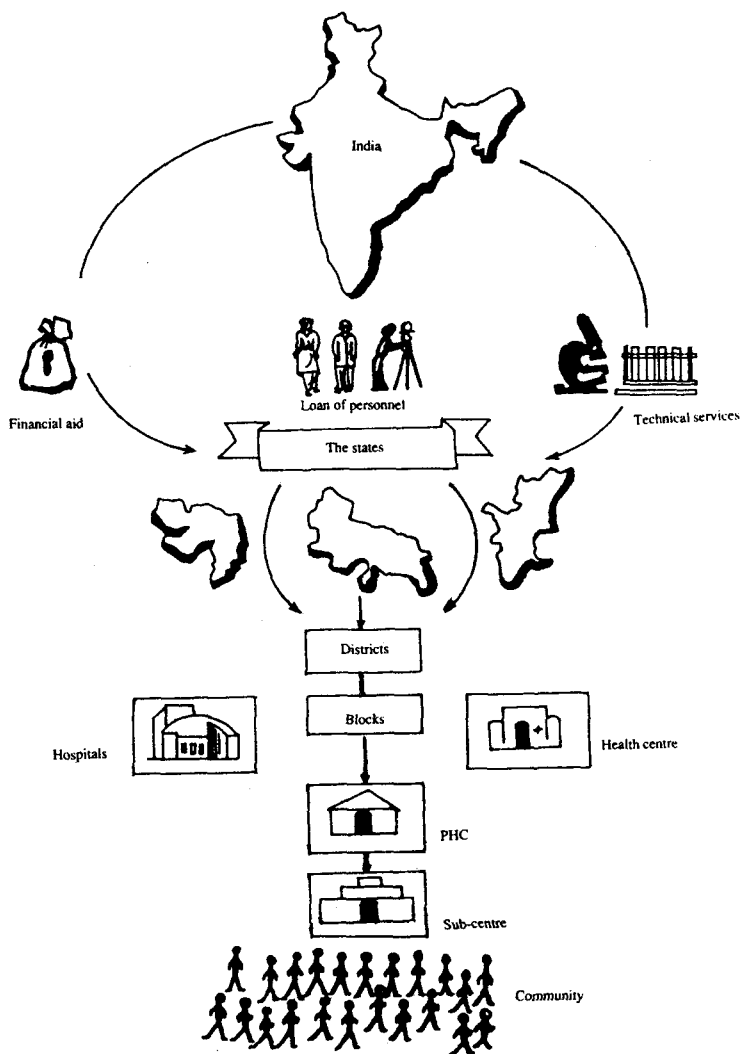 India
Loan of personnel
Financial aid
Technical services
The states
Districts
Blocks
Hospitals
Health centre
PHC
Sub-centre
Community